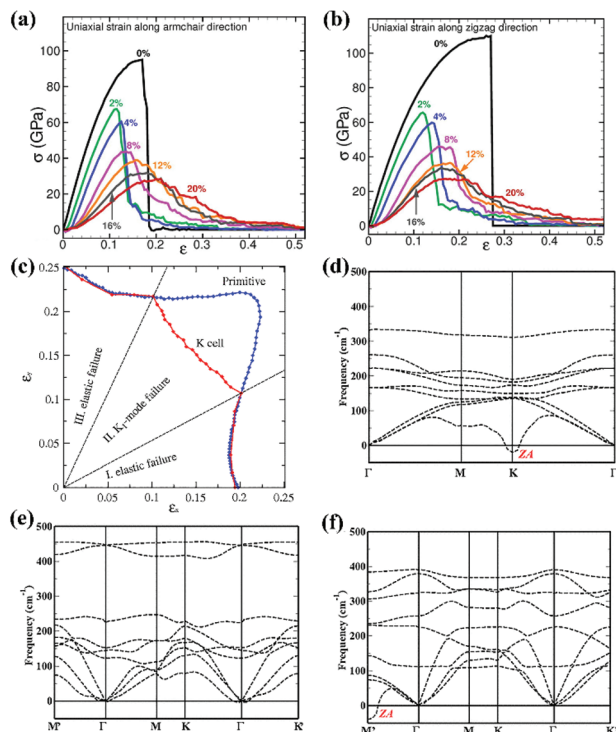 (a)
Uniaxial strain along armchair direction
0%
2%
4%
8%
12%
20%
16%
σ (GPa)
100
80
60
40
20
0
0 0.1 0.2 0.3 0.4 0.5
ε
(b)
Uniaxial strain along zigzag direction
0%
2%
4%
8%
12%
20%
16%
σ (GPa)
100
80
60
40
20
0
0 0.1 0.2 0.3 0.4 0.5
ε
(c)
0.25
0.2
0.15
0.1
0.05
0
Primitive
K cell
III. elastic failure
II. K₁-mode failure
I. elastic failure
0 0.05 0.1 0.15 0.2 0.25
(d)
Frequency (cm⁻¹)
500
400
300
200
100
0
ZA
Γ M K Γ
(e)
Frequency (cm⁻¹)
500
400
300
200
100
0
M' Γ M K Γ K'
(f)
Frequency (cm⁻¹)
500
400
300
200
100
0
ZA
M' Γ M K Γ K'